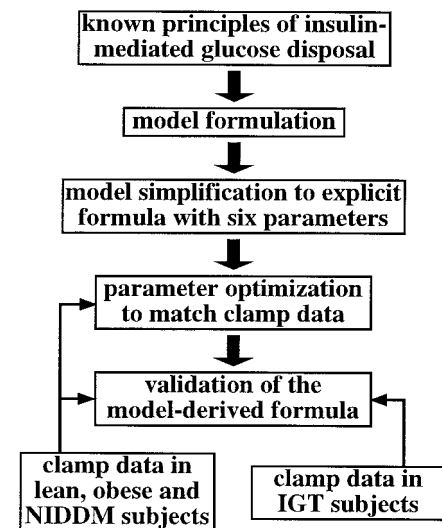 known principles of insulin-
mediated glucose disposal
model formulation
model simplification to explicit
formula with six parameters
parameter optimization
to match clamp data
validation of the
model-derived formula
clamp data in
lean, obese and
NIDDM subjects
clamp data in
IGT subjects